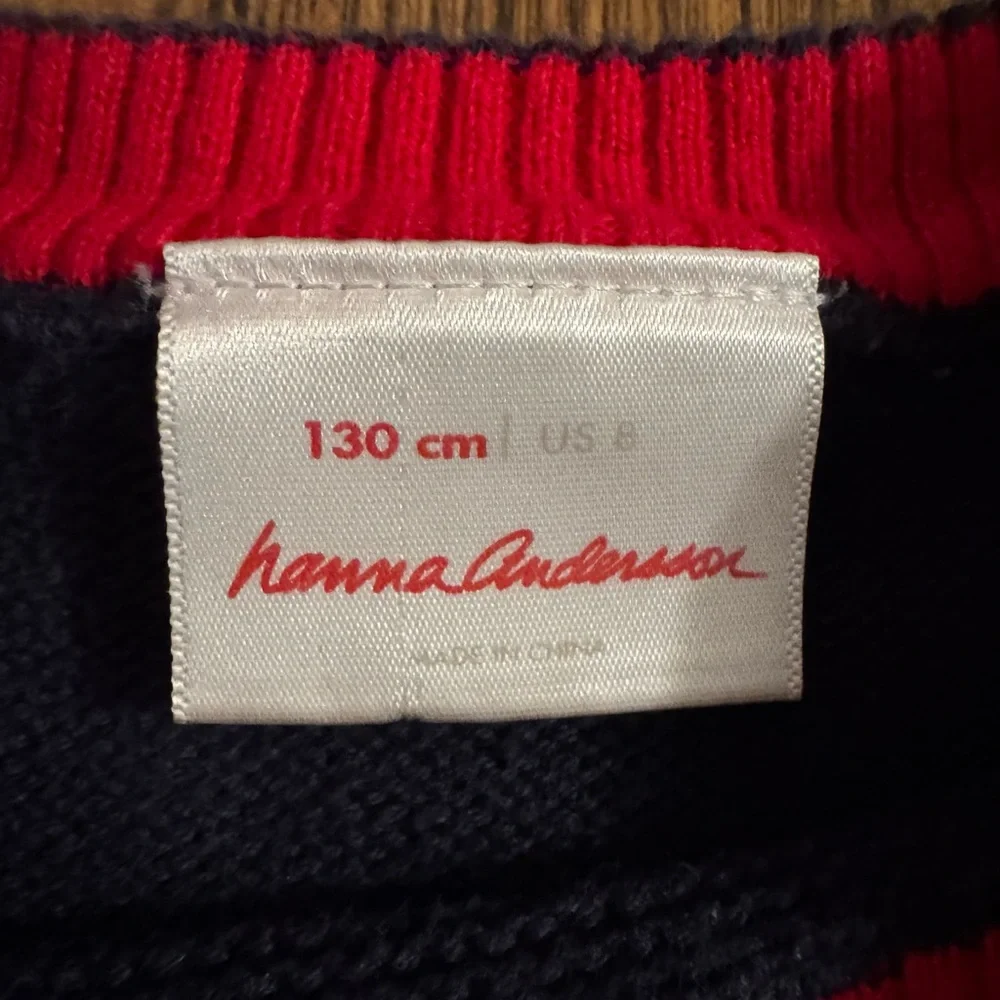 130 cm | US 8
hanna Andersson
MADE IN CHINA